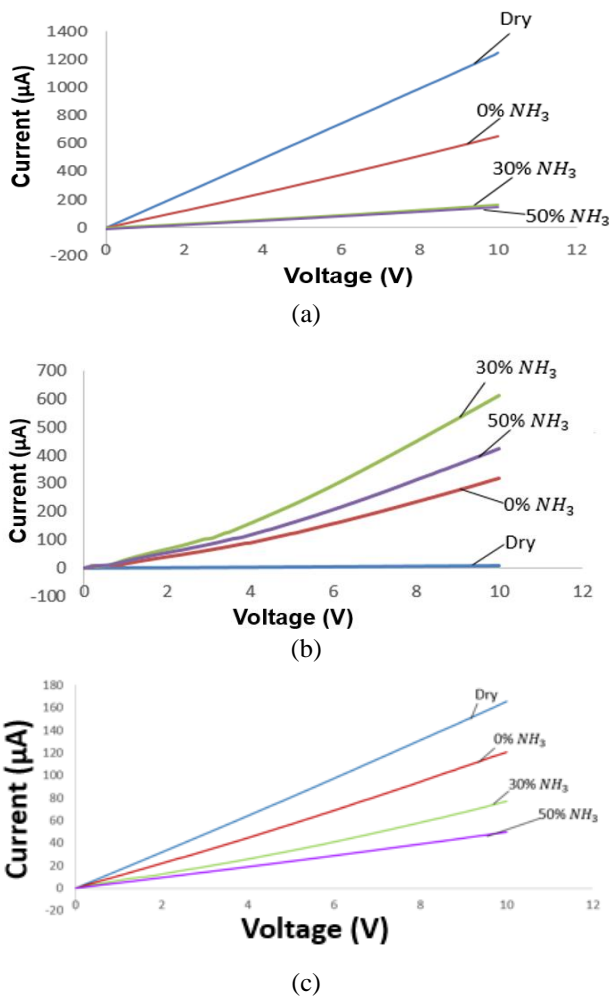 1400
1200
1000
800
600
400
200
0
-200
Current (µA)
Dry
0% NH₃
30% NH₃
50% NH₃
0 2 4 6 8 10 12
Voltage (V)
(a)
700
600
500
400
300
200
100
0
-100
Current (µA)
30% NH₃
50% NH₃
0% NH₃
Dry
0 2 4 6 8 10 12
Voltage (V)
(b)
180
160
140
120
100
80
60
40
20
0
-20
Current (µA)
Dry
0% NH₃
30% NH₃
50% NH₃
0 2 4 6 8 10 12
Voltage (V)
(c)